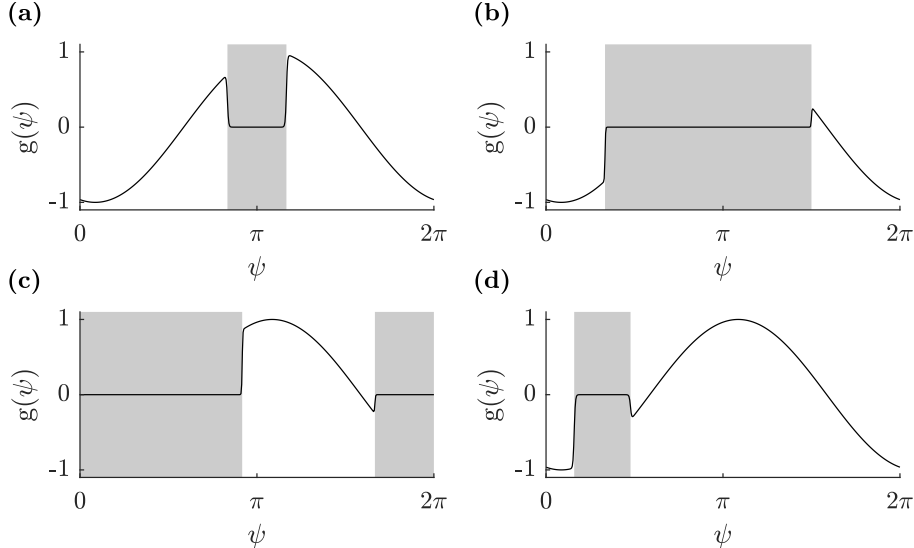 (a) (b)
1 1
g(ψ) 0 g(ψ) 0
-1 -1
0 π 2π 0 π 2π
ψ ψ
(c) (d)
1 1
g(ψ) 0 g(ψ) 0
-1 -1
0 π 2π 0 π 2π
ψ ψ